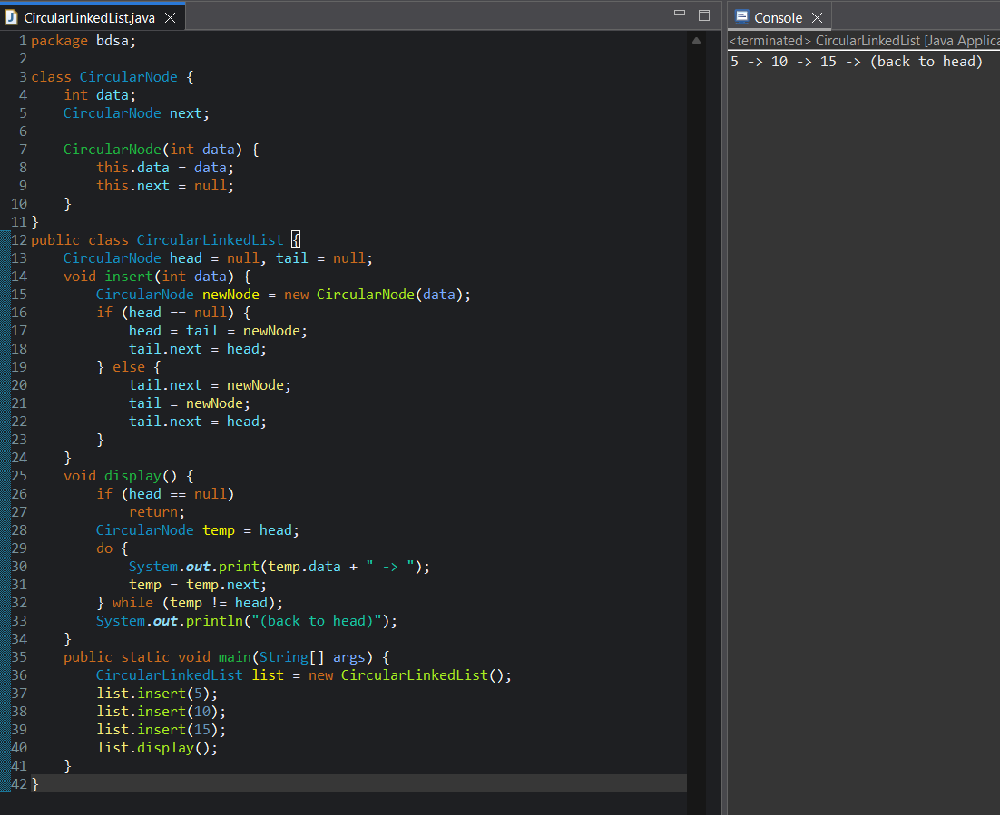 CircularLinkedList.java
1 package bdsa;
2
3 class CircularNode {
4     int data;
5     CircularNode next;
6
7     CircularNode(int data) {
8         this.data = data;
9         this.next = null;
10     }
11 }
12 public class CircularLinkedList {
13     CircularNode head = null, tail = null;
14     void insert(int data) {
15         CircularNode newNode = new CircularNode(data);
16         if (head == null) {
17             head = tail = newNode;
18             tail.next = head;
19         } else {
20             tail.next = newNode;
21             tail = newNode;
22             tail.next = head;
23         }
24     }
25     void display() {
26         if (head == null)
27             return;
28         CircularNode temp = head;
29         do {
30             System.out.print(temp.data + " -> ");
31             temp = temp.next;
32         } while (temp != head);
33         System.out.println("(back to head)");
34     }
35     public static void main(String[] args) {
36         CircularLinkedList list = new CircularLinkedList();
37         list.insert(5);
38         list.insert(10);
39         list.insert(15);
40         list.display();
41     }
42 }
Console
<terminated> CircularLinkedList [Java Applica
5 -> 10 -> 15 -> (back to head)